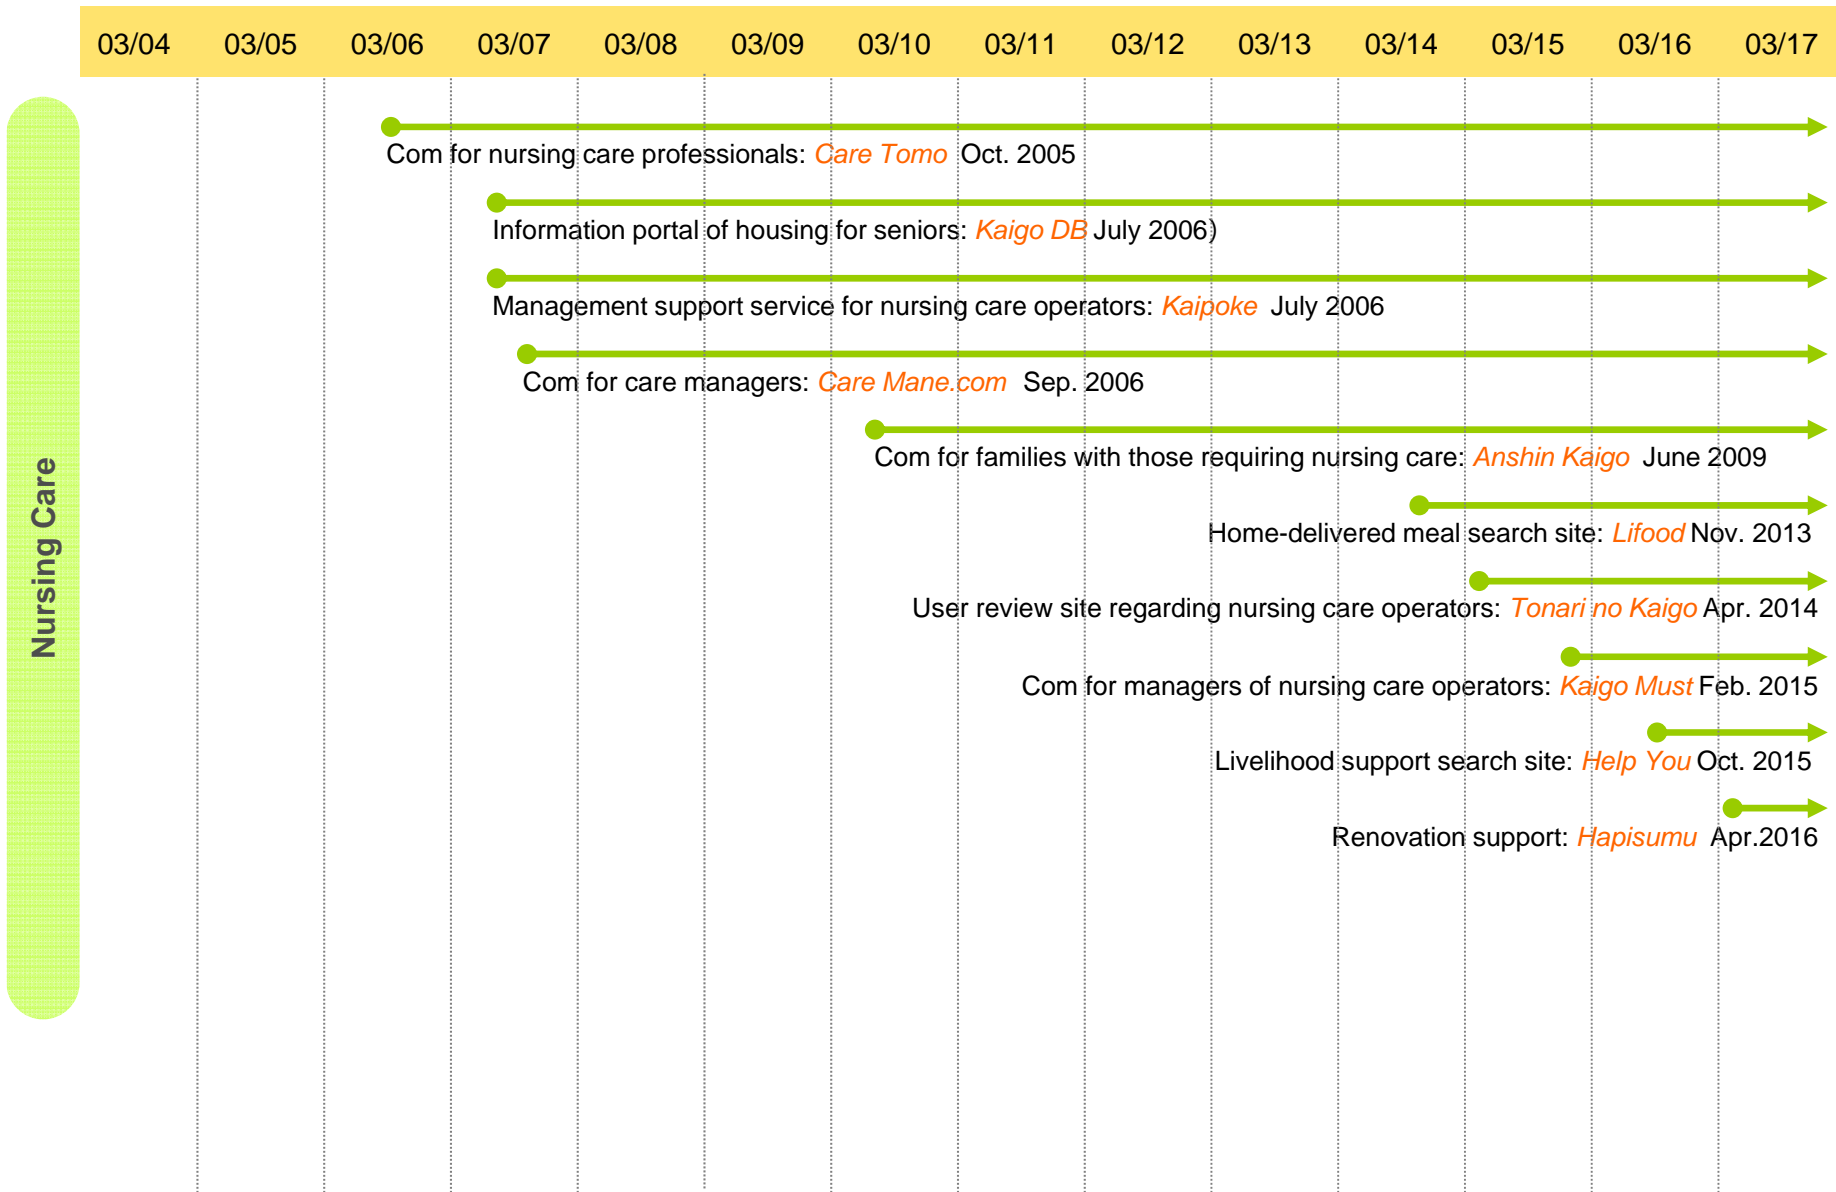 03/04 03/05 03/06 03/07 03/08 03/09 03/10 03/11 03/12 03/13 03/14 03/15 03/16 03/17
Nursing Care
Com for nursing care professionals: Care Tomo Oct. 2005
Information portal of housing for seniors: Kaigo DB July 2006)
Management support service for nursing care operators: Kaipoke July 2006
Com for care managers: Care Mane.com Sep. 2006
Com for families with those requiring nursing care: Anshin Kaigo June 2009
Home-delivered meal search site: Lifood Nov. 2013
User review site regarding nursing care operators: Tonari no Kaigo Apr. 2014
Com for managers of nursing care operators: Kaigo Must Feb. 2015
Livelihood support search site: Help You Oct. 2015
Renovation support: Hapisumu Apr.2016